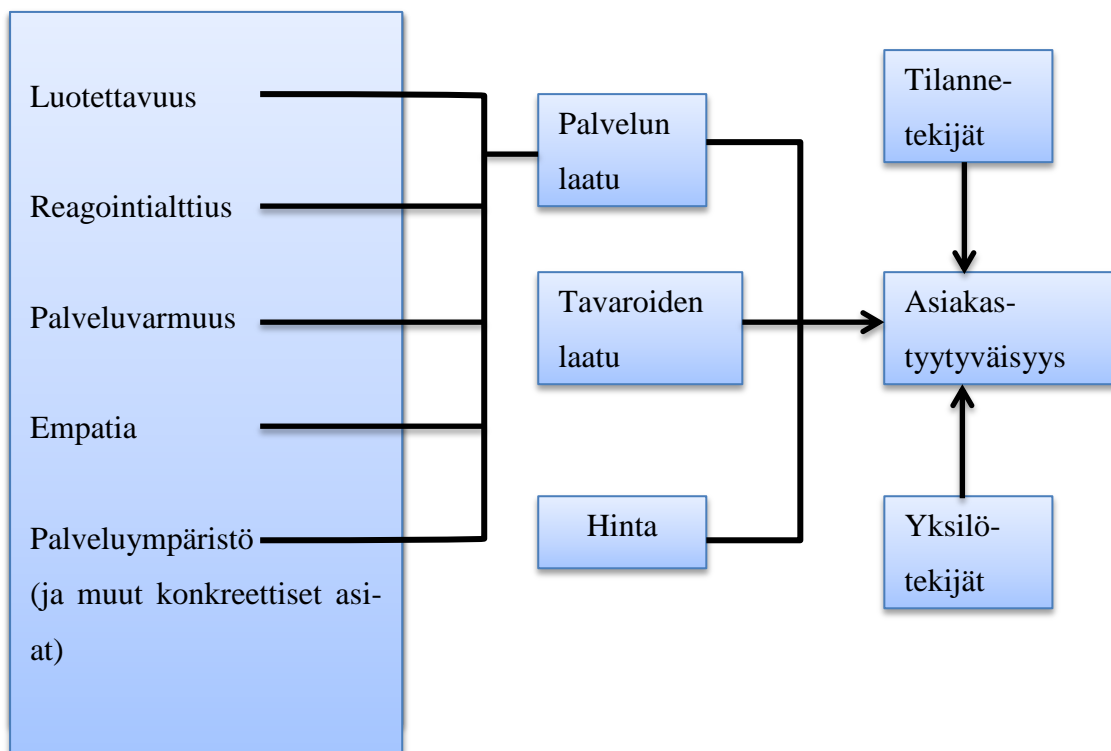 Luotettavuus
Reagointialttius
Palveluvarmuus
Empatia
Palveluympäristö
(ja muut konkreettiset asi-
at)
Palvelun
laatu
Tavaroiden
laatu
Hinta
Tilanne-
tekijät
Asiakas-
tyytyväisyys
Yksilö-
tekijät